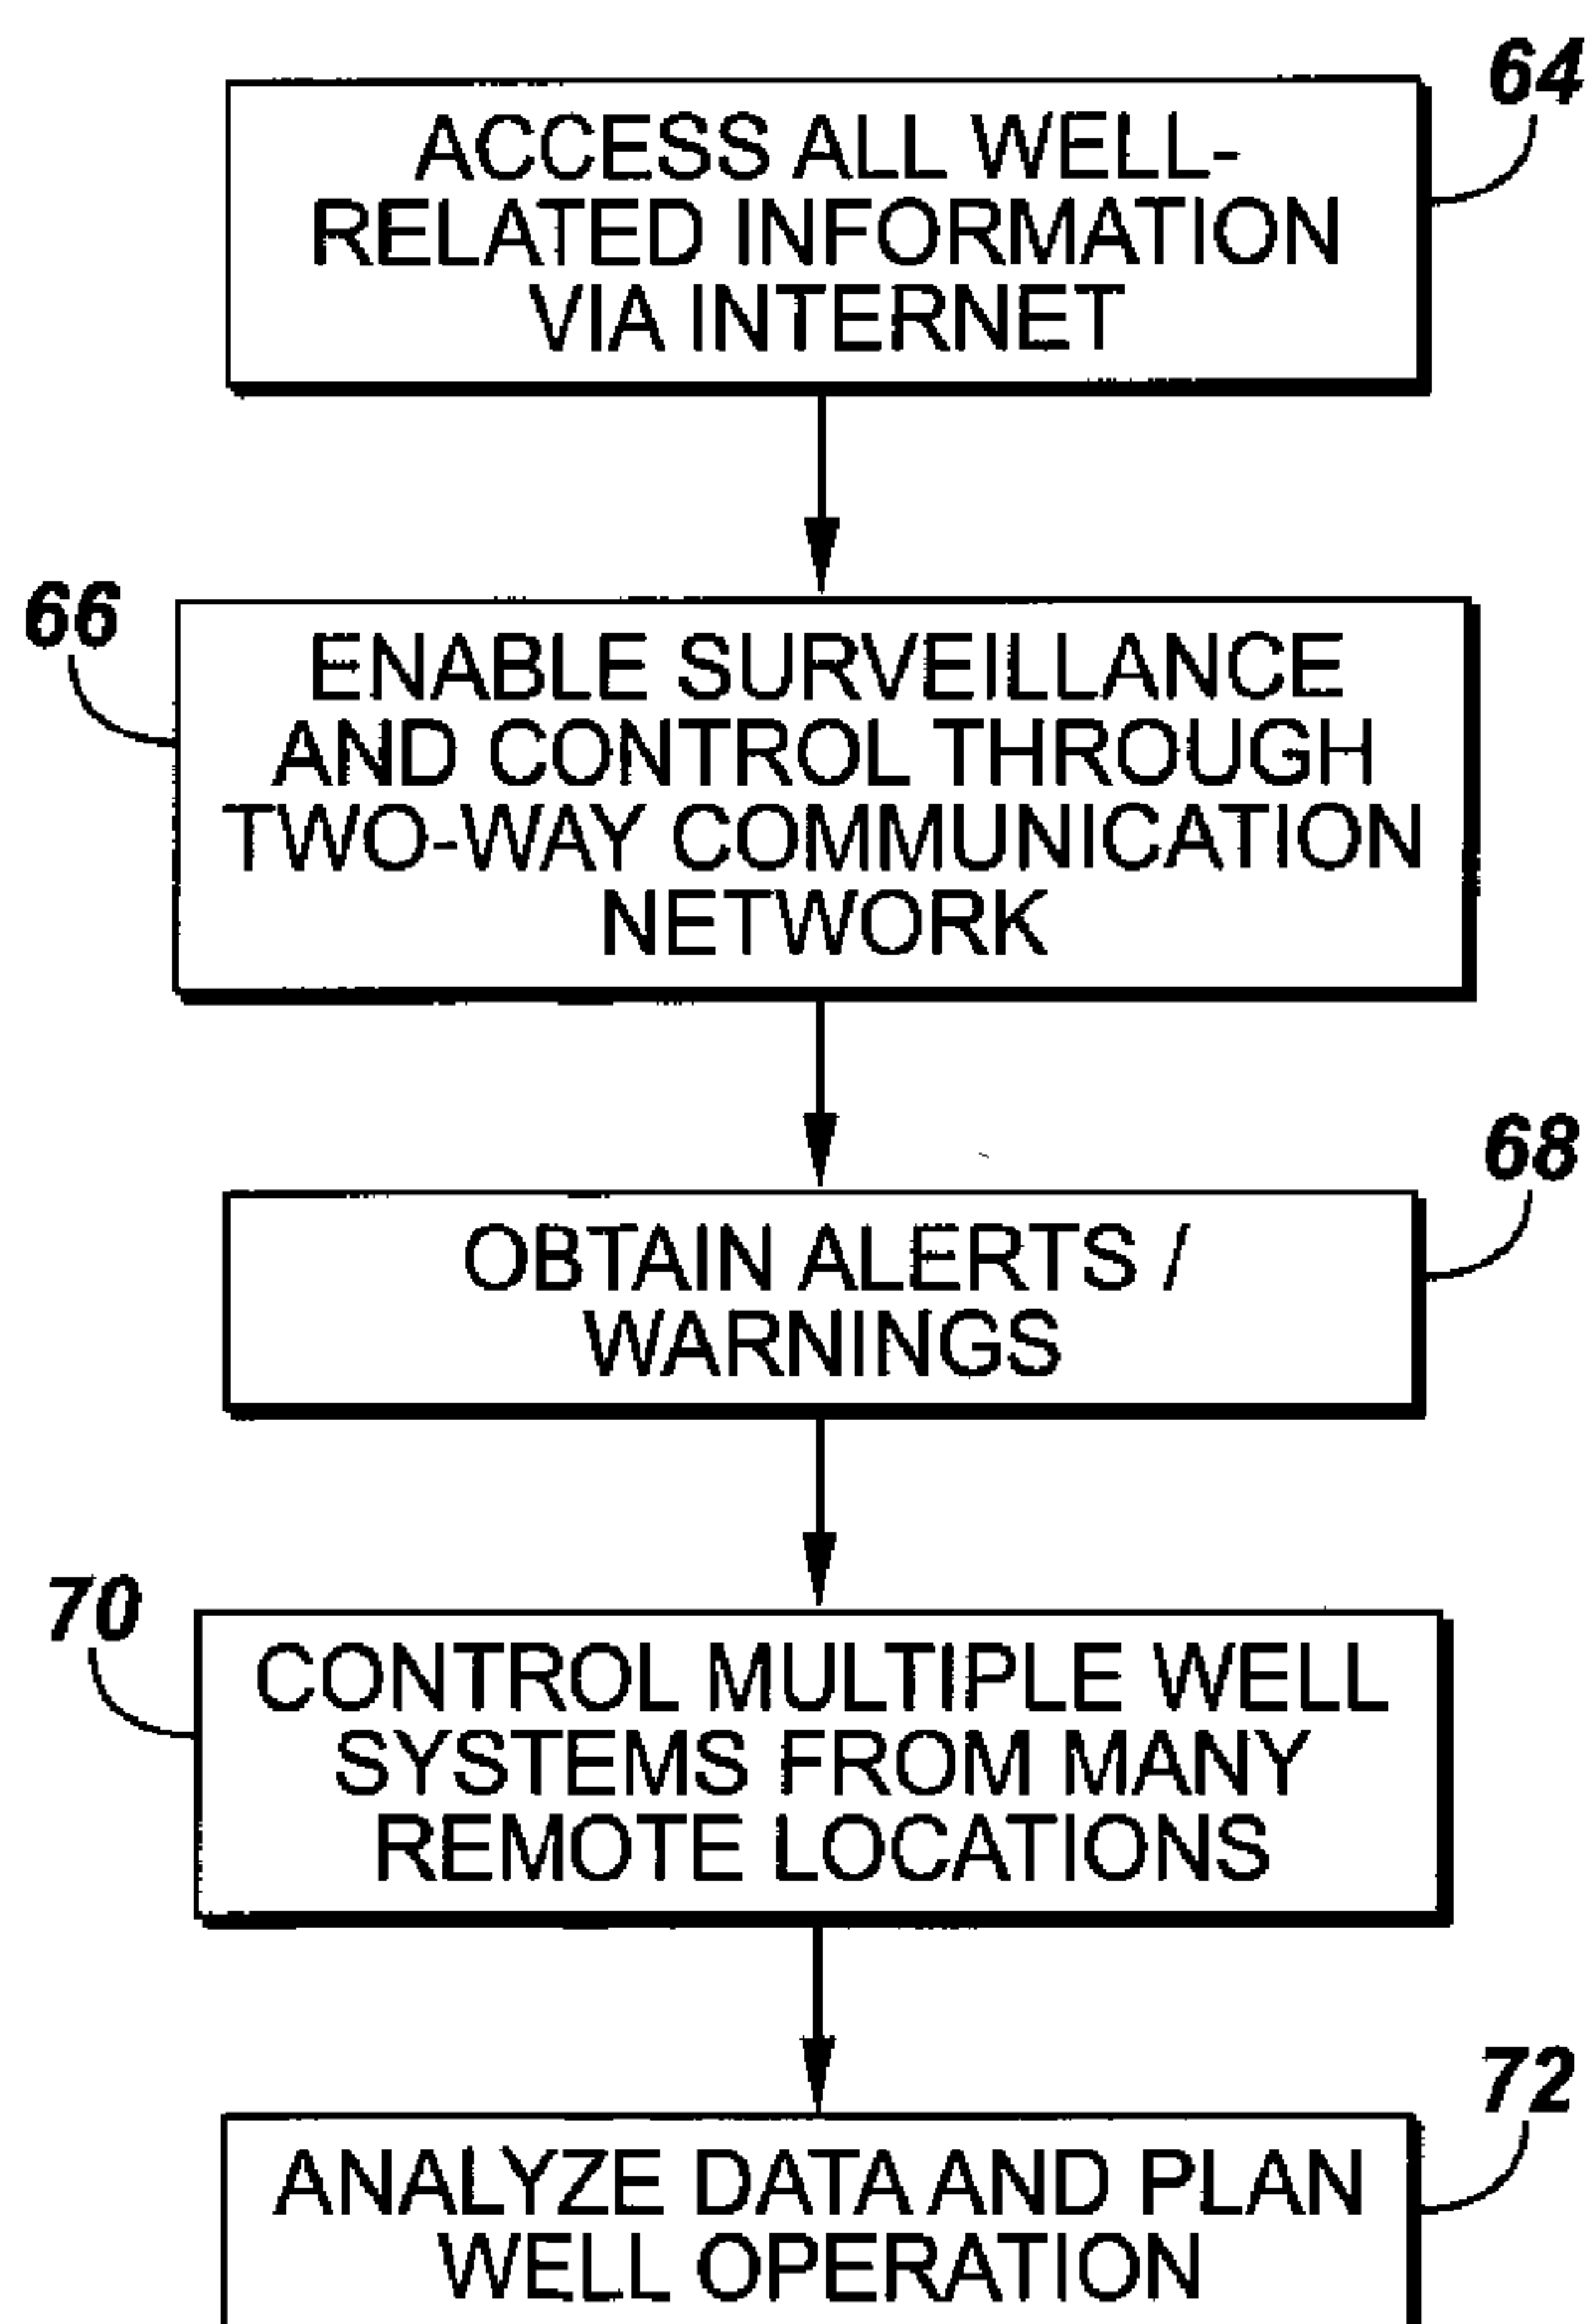 64
ACCESS ALL WELL-
RELATED INFORMATION
VIA INTERNET
66
ENABLE SURVEILLANCE
AND CONTROL THROUGH
TWO-WAY COMMUNICATION
NETWORK
68
OBTAIN ALERTS /
WARNINGS
70
CONTROL MULTIPLE WELL
SYSTEMS FROM MANY
REMOTE LOCATIONS
72
ANALYZE DATA AND PLAN
WELL OPERATION